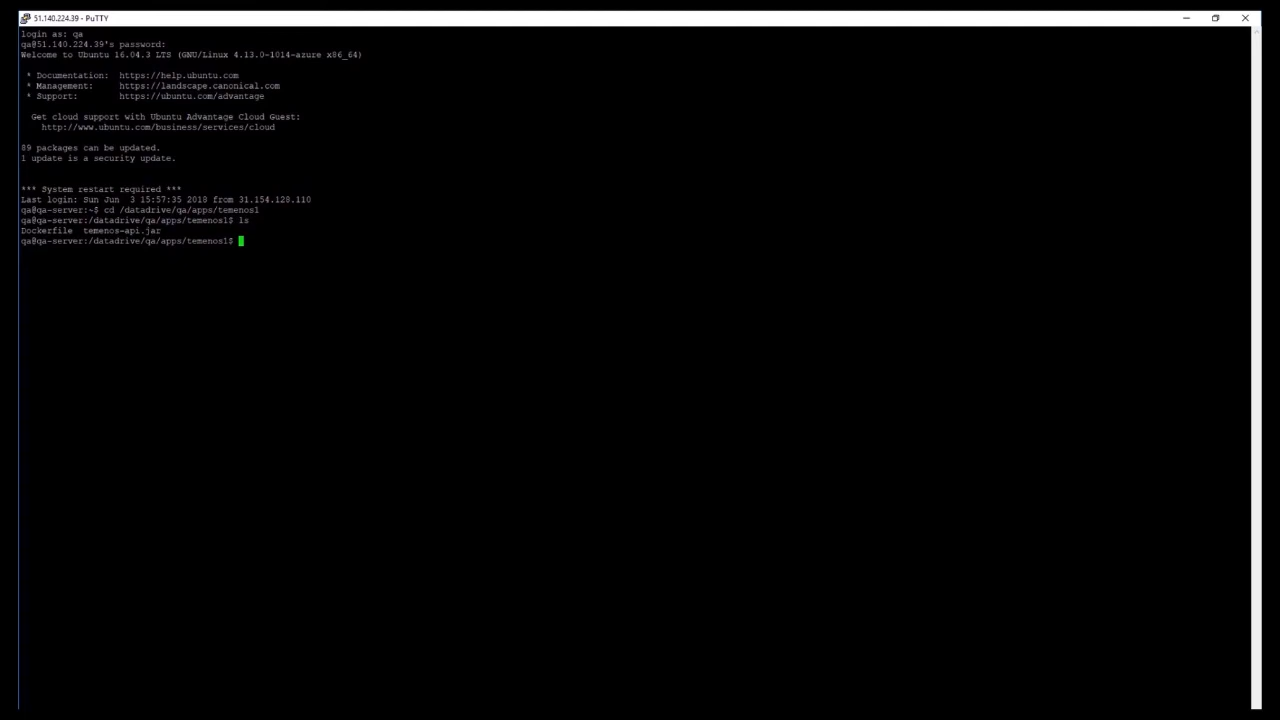 51.140.224.39 - PuTTY
login as: qa
qa@51.140.224.39's password:
Welcome to Ubuntu 16.04.3 LTS (GNU/Linux 4.13.0-1014-azure x86_64)
* Documentation:  https://help.ubuntu.com
* Management:     https://landscape.canonical.com
* Support:        https://ubuntu.com/advantage
Get cloud support with Ubuntu Advantage Cloud Guest:
http://www.ubuntu.com/business/services/cloud
89 packages can be updated.
1 update is a security update.
*** System restart required ***
Last login: Sun Jun  3 15:57:35 2018 from 31.154.128.110
qa@qa-server:~$ cd /datadrive/qa/apps/temenos1
qa@qa-server:/datadrive/qa/apps/temenos1$ ls
Dockerfile  temenos-api.jar
qa@qa-server:/datadrive/qa/apps/temenos1$